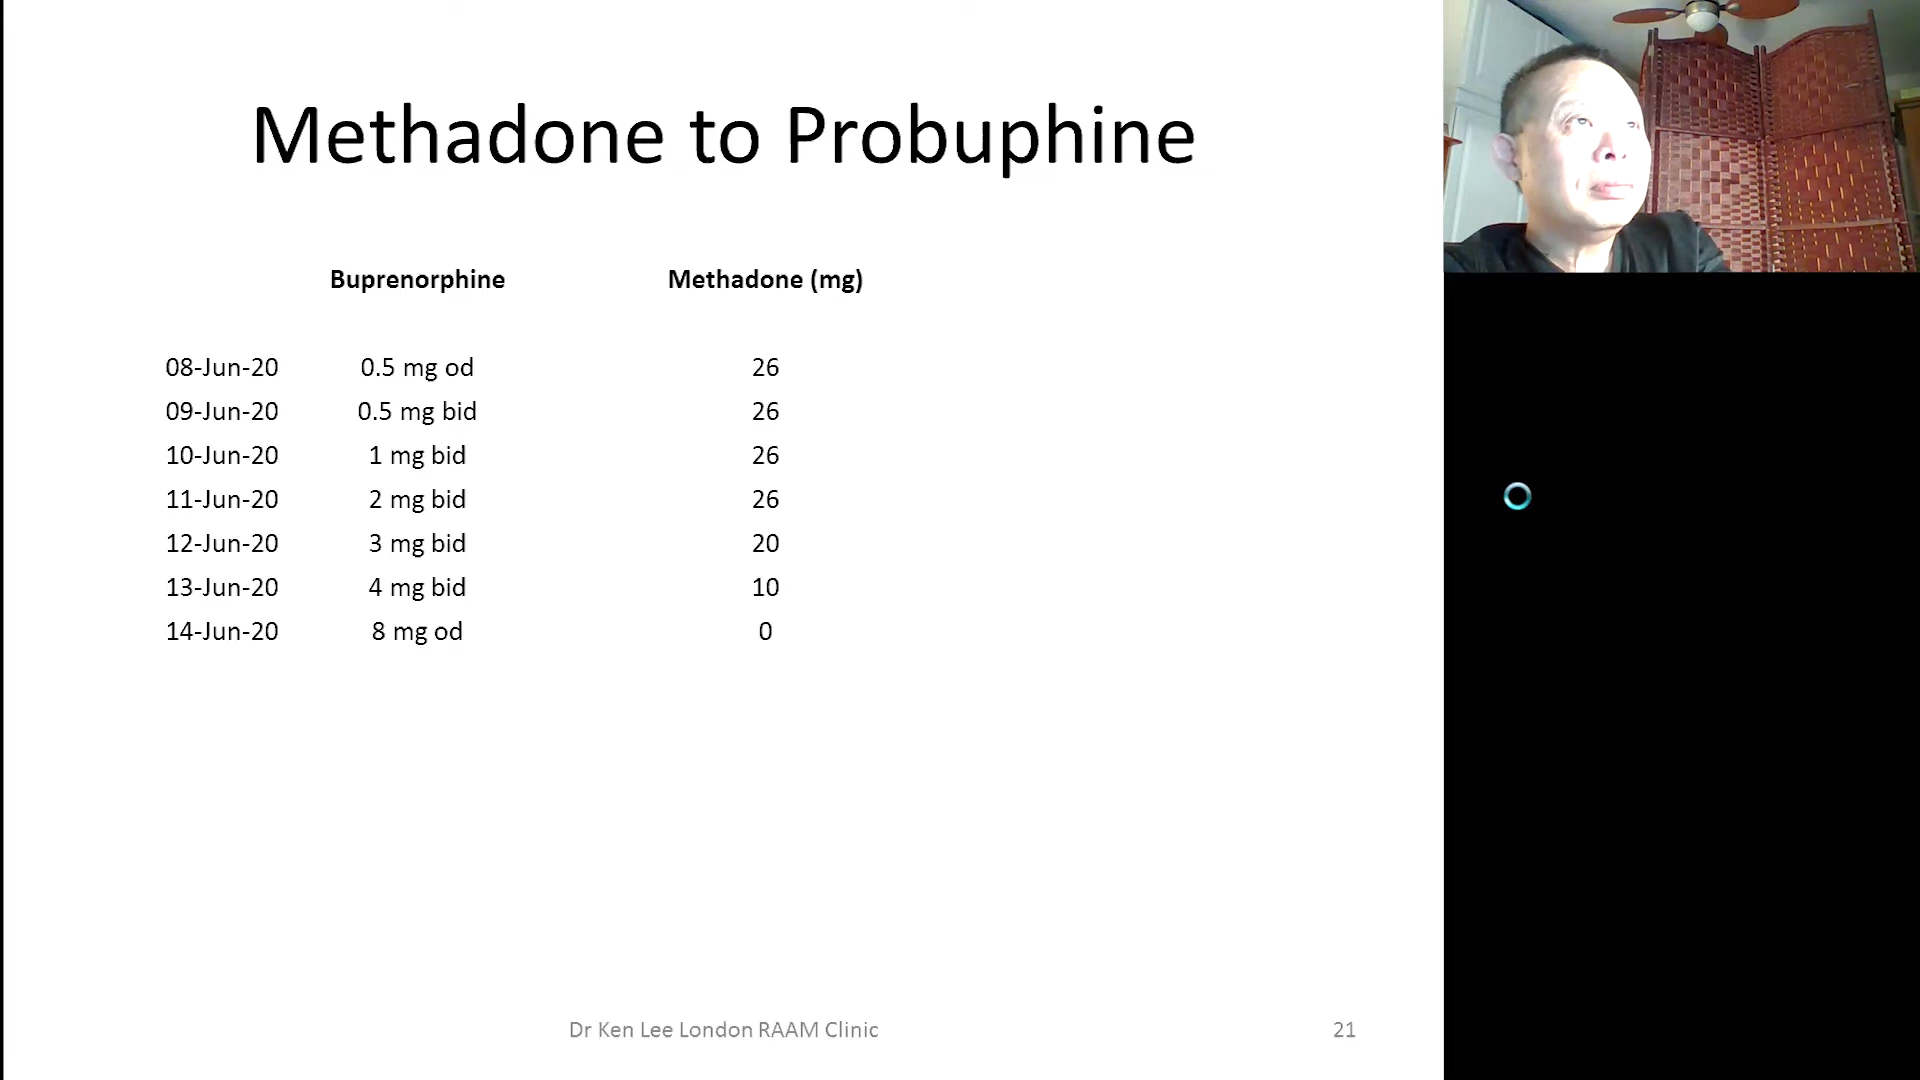 Methadone to Probuphine
Buprenorphine Methadone (mg)
08-Jun-20 0.5 mg od 26
09-Jun-20 0.5 mg bid 26
10-Jun-20 1 mg bid 26
11-Jun-20 2 mg bid 26
12-Jun-20 3 mg bid 20
13-Jun-20 4 mg bid 10
14-Jun-20 8 mg od 0
Dr Ken Lee London RAAM Clinic 21